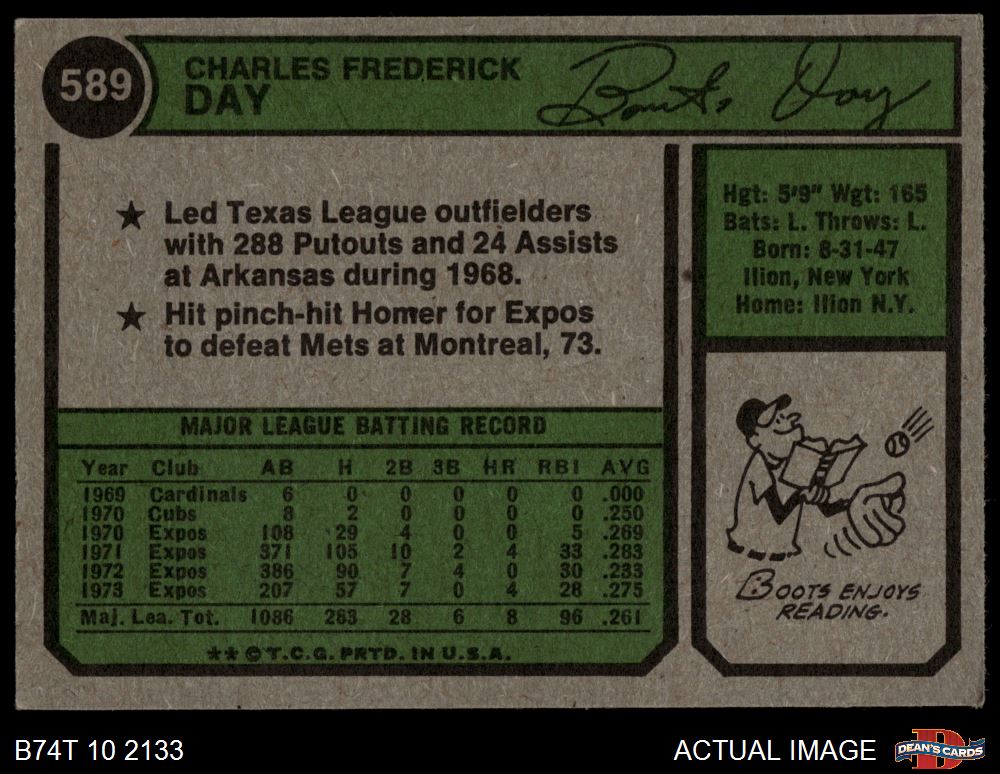 589
CHARLES FREDERICK
DAY
Boots Day
★ Led Texas League outfielders
with 288 Putouts and 24 Assists
at Arkansas during 1968.
★ Hit pinch-hit Homer for Expos
to defeat Mets at Montreal, 73.
Hgt: 5'9" Wgt: 165
Bats: L. Throws: L.
Born: 8-31-47
Ilion, New York
Home: Ilion N.Y.
MAJOR LEAGUE BATTING RECORD
Year Club AB H 2B 3B HR RBI AVG
1969 Cardinals 6 0 0 0 0 0 .000
1970 Cubs 8 2 0 0 0 0 .250
1970 Expos 108 29 4 0 0 5 .269
1971 Expos 371 105 10 2 4 33 .283
1972 Expos 386 90 7 4 0 30 .233
1973 Expos 207 57 7 0 4 28 .275
Maj. Lea. Tot. 1086 283 28 6 8 96 .261
★★ © T.C.G. PRTD. IN U.S.A.
BOOTS ENJOYS
READING.
B74T 10 2133
ACTUAL IMAGE
D
DEAN'S CARDS